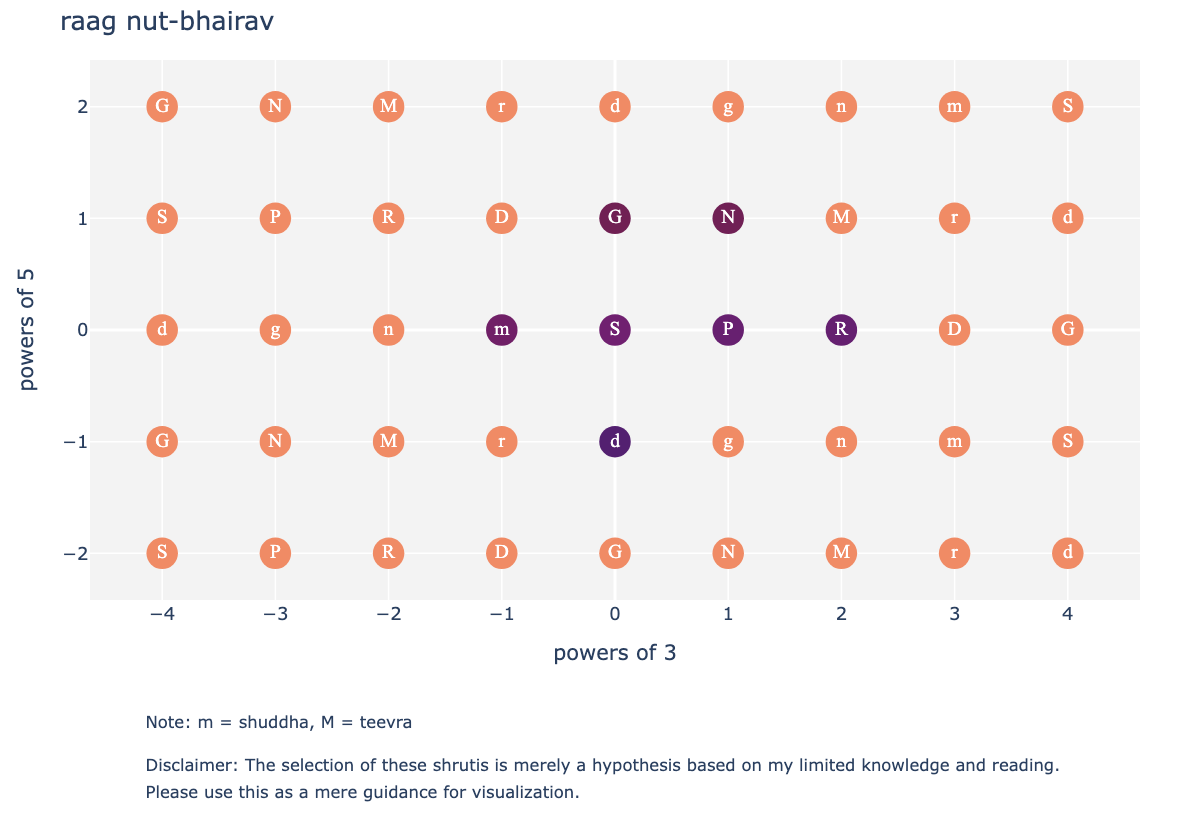 raag nut-bhairav
2 G N M r d g n m S
1 S P R D G N M r d
0 d g n m S P R D G
−1 G N M r d g n m S
−2 S P R D G N M r d
−4 −3 −2 −1 0 1 2 3 4
powers of 5
powers of 3
Note: m = shuddha, M = teevra
Disclaimer: The selection of these shrutis is merely a hypothesis based on my limited knowledge and reading.
Please use this as a mere guidance for visualization.